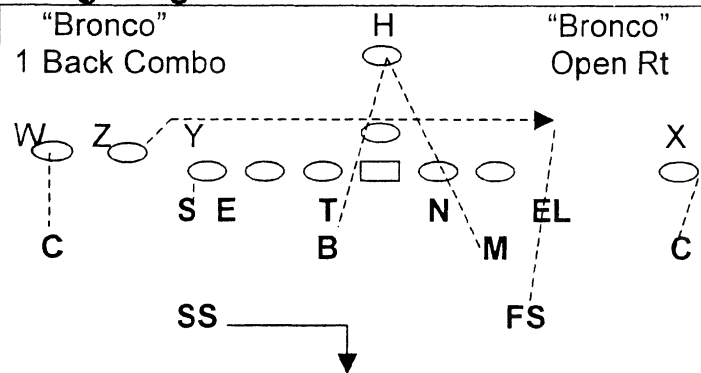 "Bronco" H "Bronco"
1 Back Combo Open Rt
W Z Y X
S E T N EL
C B M C
SS FS